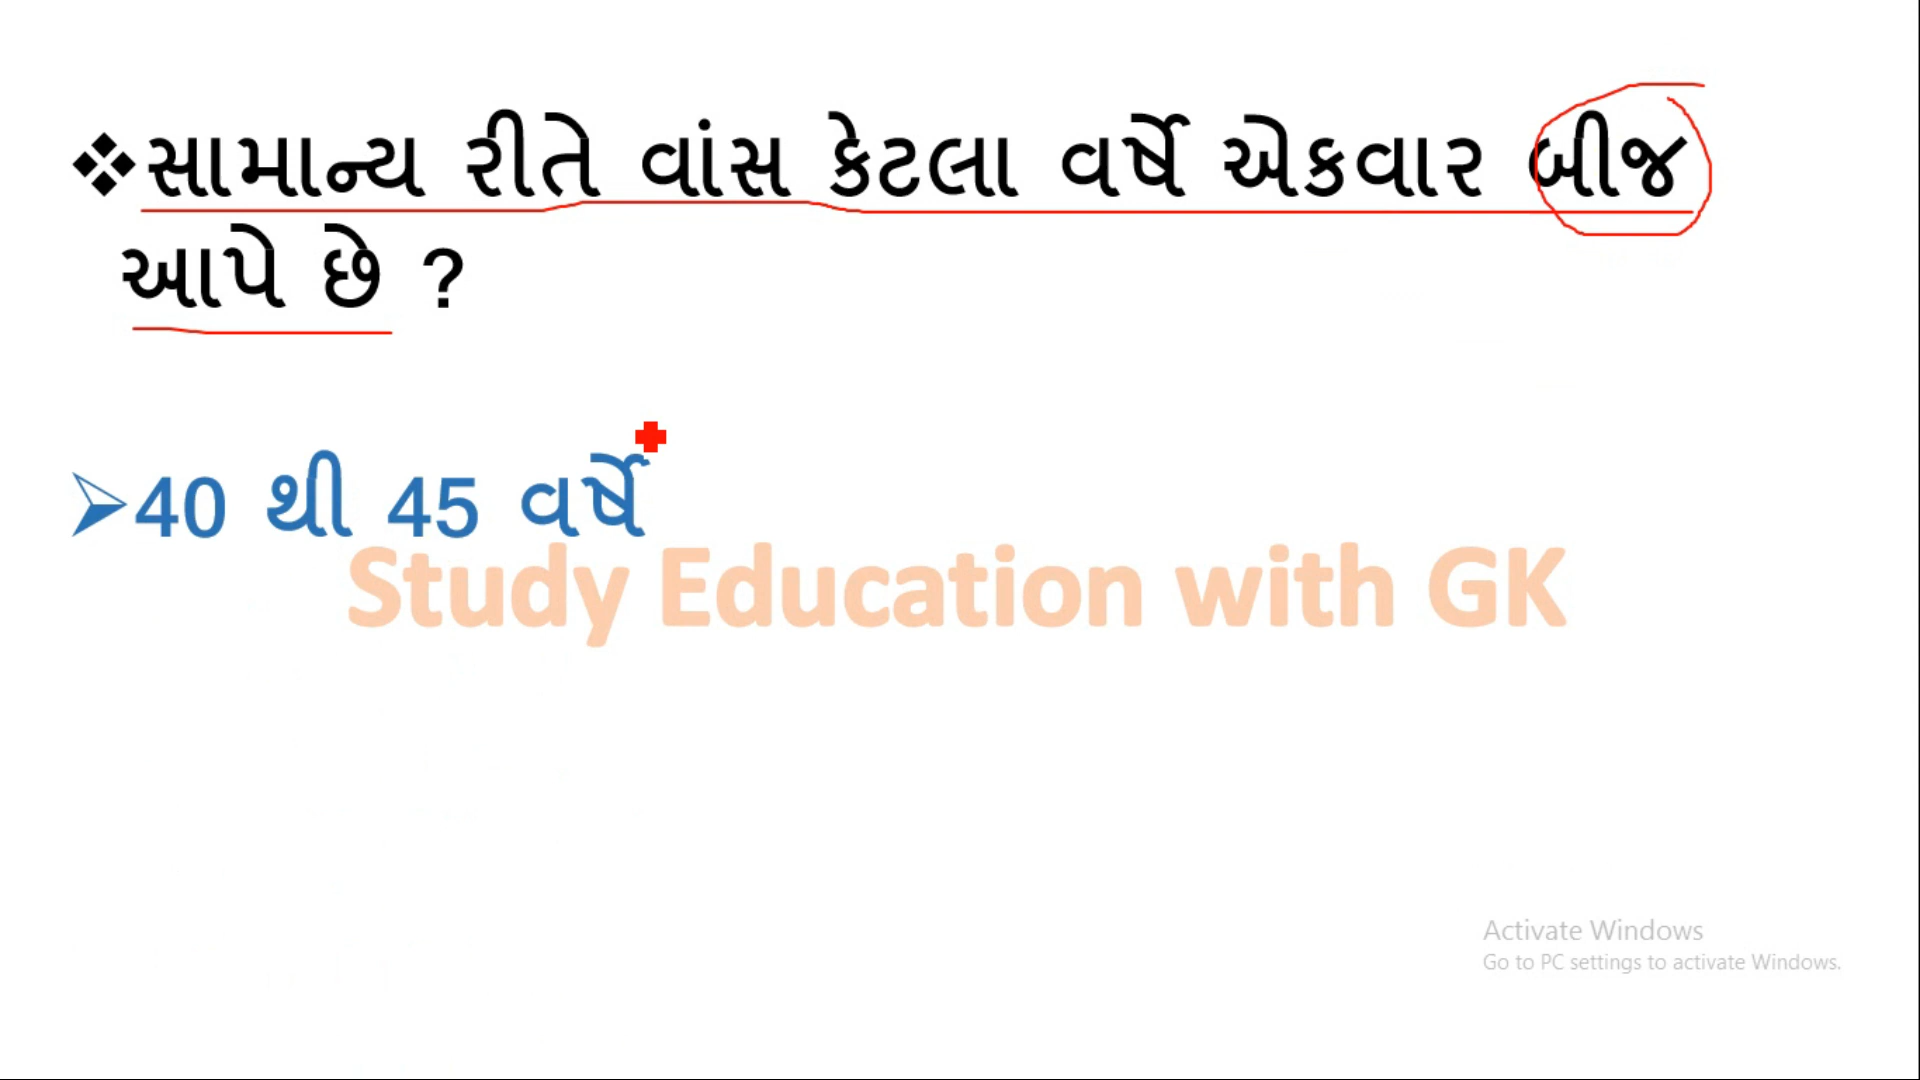 ❖સામાન્ય રીતે વાંસ કેટલા વર્ષે એકવાર બીજ
આપે છે ?
➢40 થી 45 વર્ષે
Study Education with GK
Activate Windows
Go to PC settings to activate Windows.